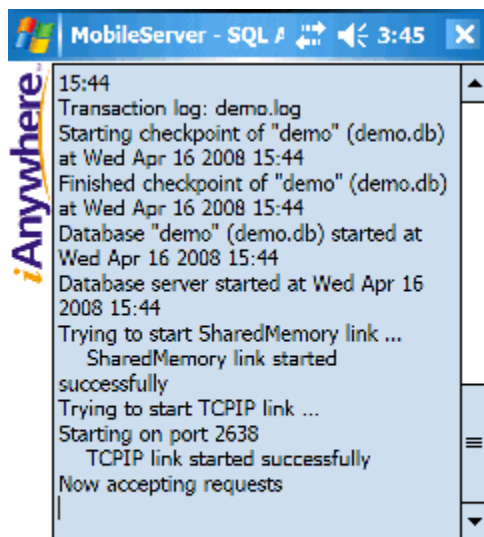 MobileServer - SQL A
3:45
iAnywhere
15:44
Transaction log: demo.log
Starting checkpoint of "demo" (demo.db)
at Wed Apr 16 2008 15:44
Finished checkpoint of "demo" (demo.db)
at Wed Apr 16 2008 15:44
Database "demo" (demo.db) started at
Wed Apr 16 2008 15:44
Database server started at Wed Apr 16
2008 15:44
Trying to start SharedMemory link ...
SharedMemory link started
successfully
Trying to start TCPIP link ...
Starting on port 2638
TCPIP link started successfully
Now accepting requests